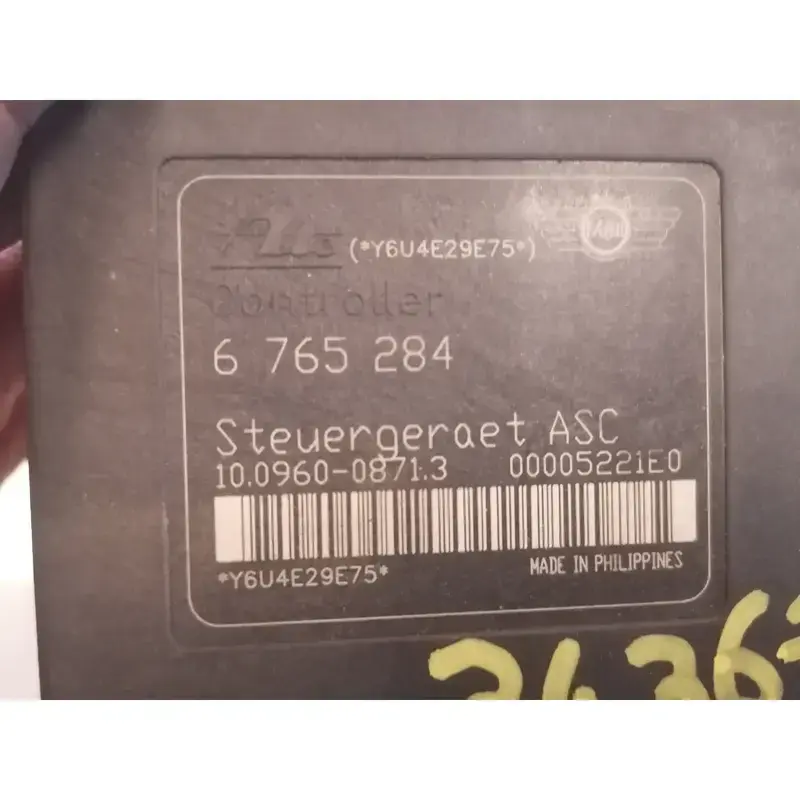 (*Y6U4E29E75*)
Controller
6 765 284
Steuergeraet ASC
10.0960-0871.3 00005221E0
*Y6U4E29E75*
MADE IN PHILIPPINES